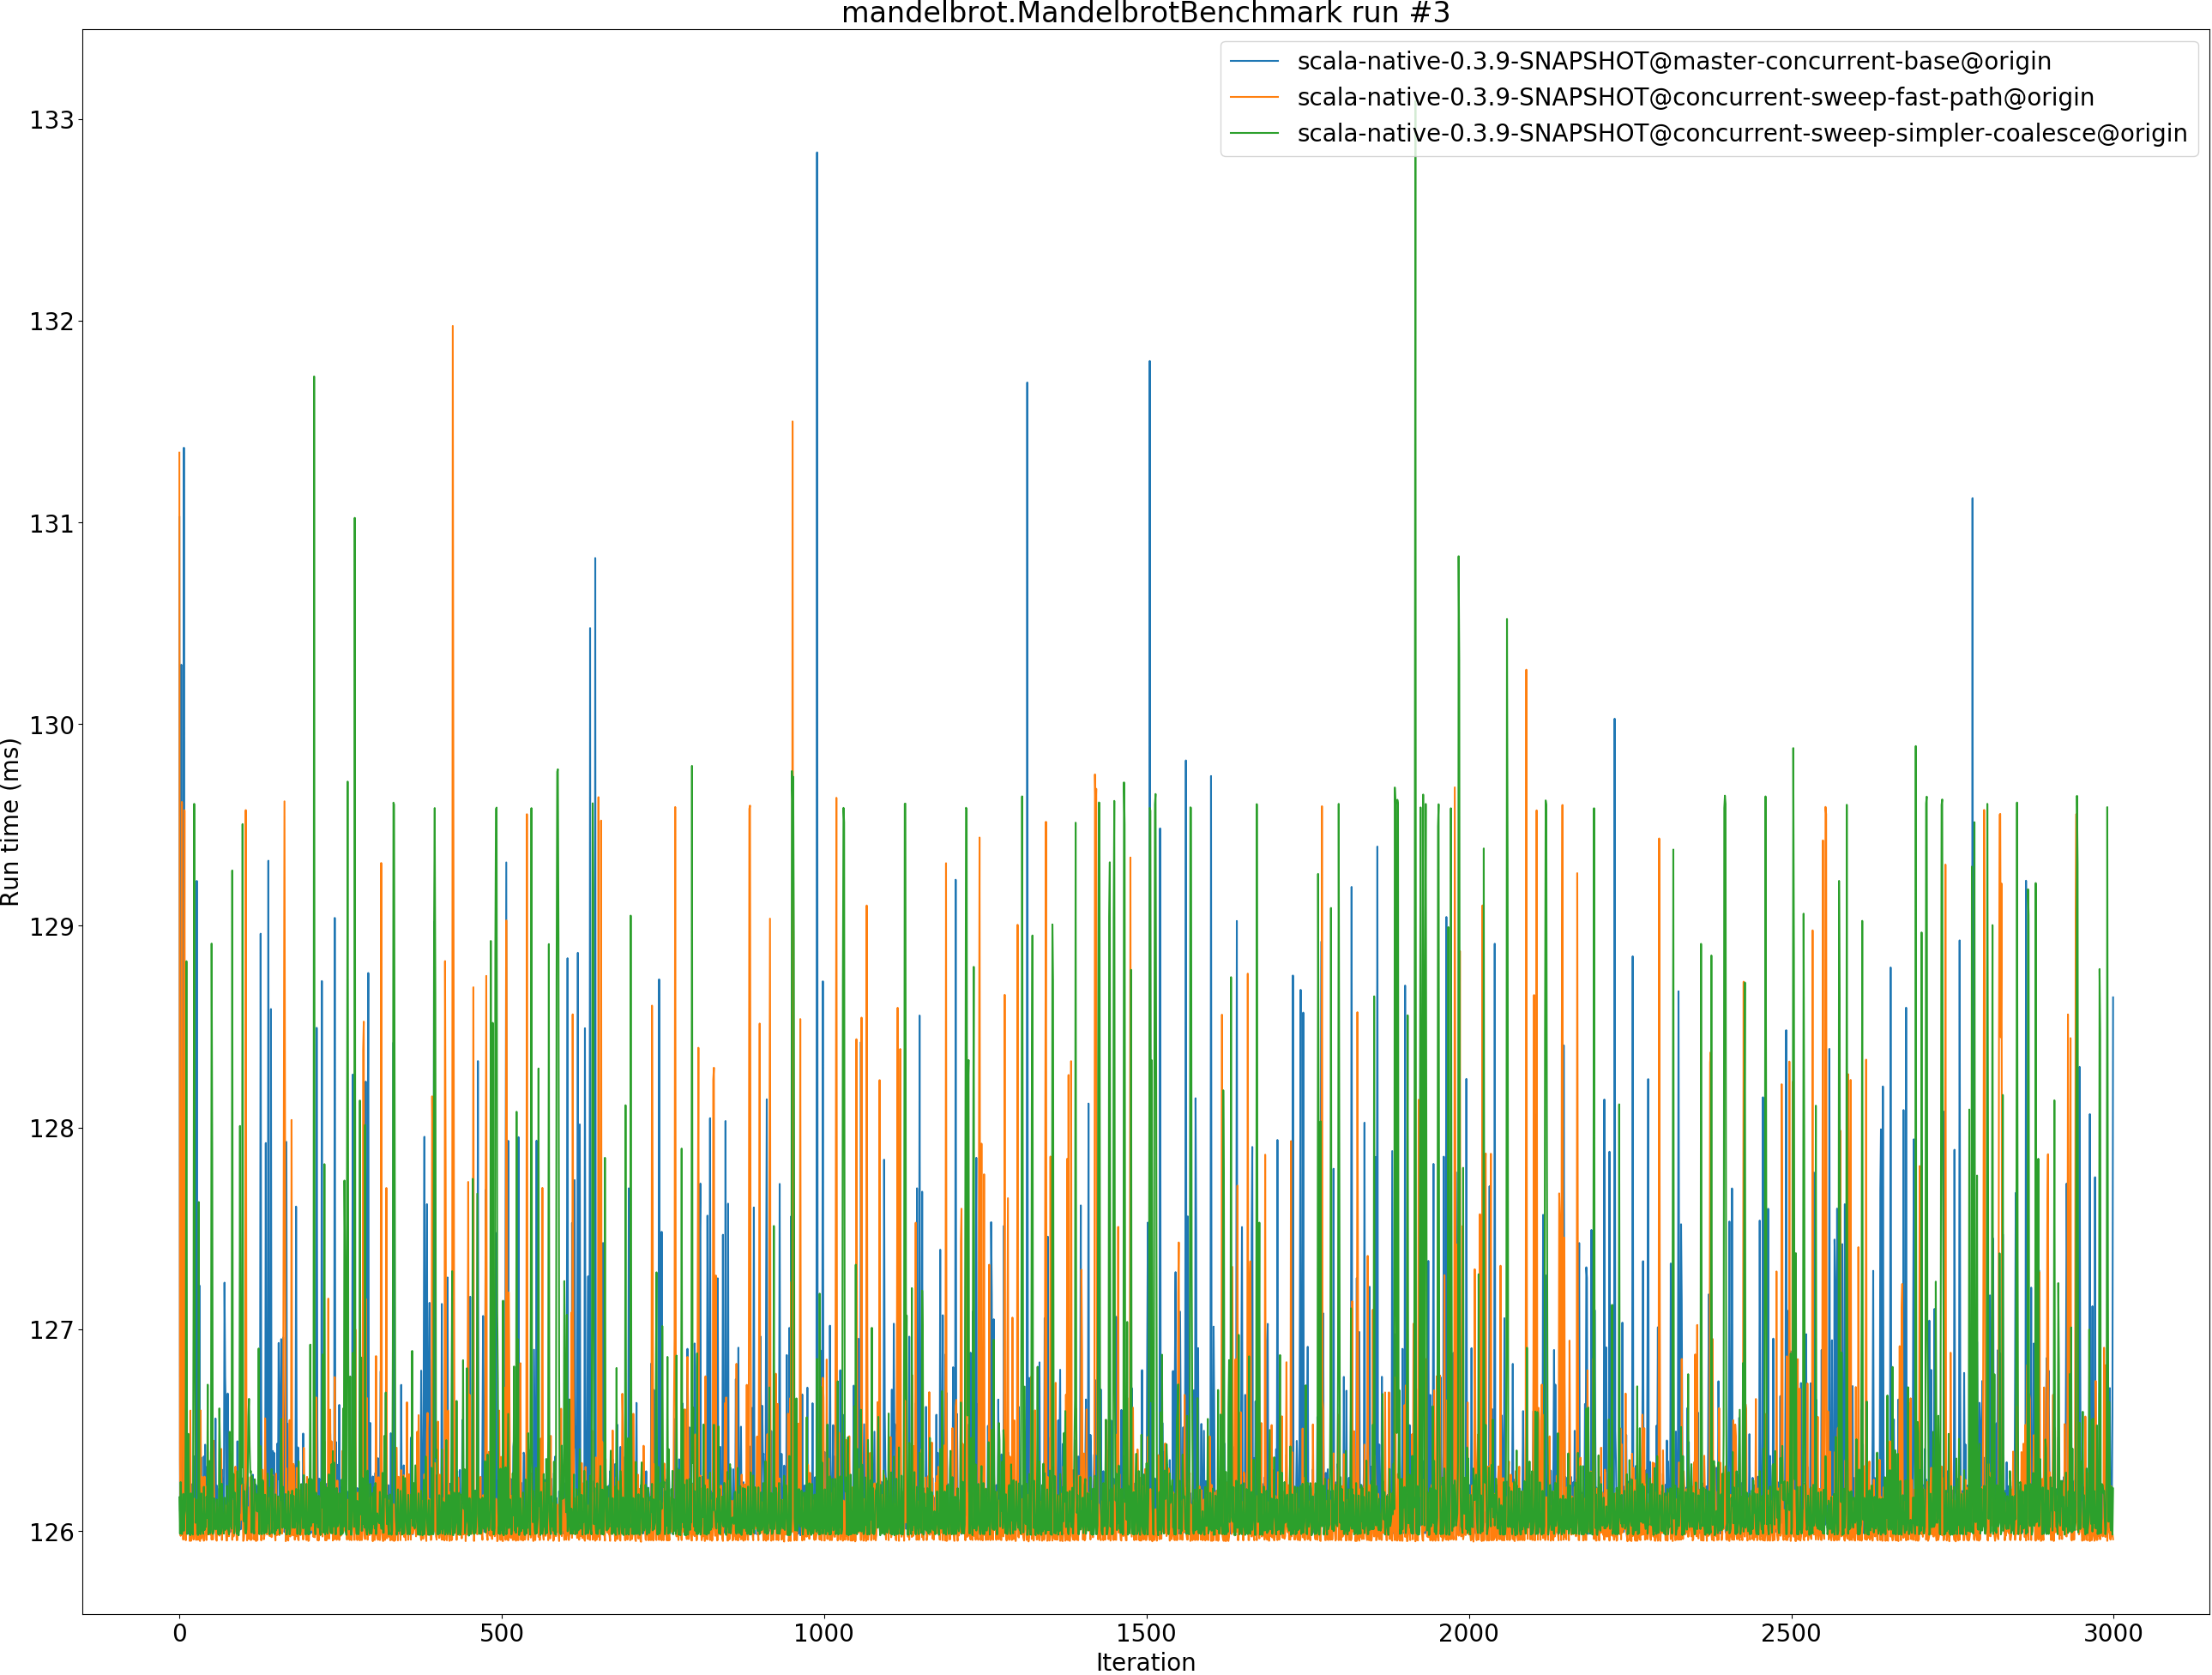 mandelbrot.MandelbrotBenchmark run #3
scala-native-0.3.9-SNAPSHOT@master-concurrent-base@origin
scala-native-0.3.9-SNAPSHOT@concurrent-sweep-fast-path@origin
scala-native-0.3.9-SNAPSHOT@concurrent-sweep-simpler-coalesce@origin
133
132
131
130
129
128
127
126
Run time (ms)
0 500 1000 1500 2000 2500 3000
Iteration